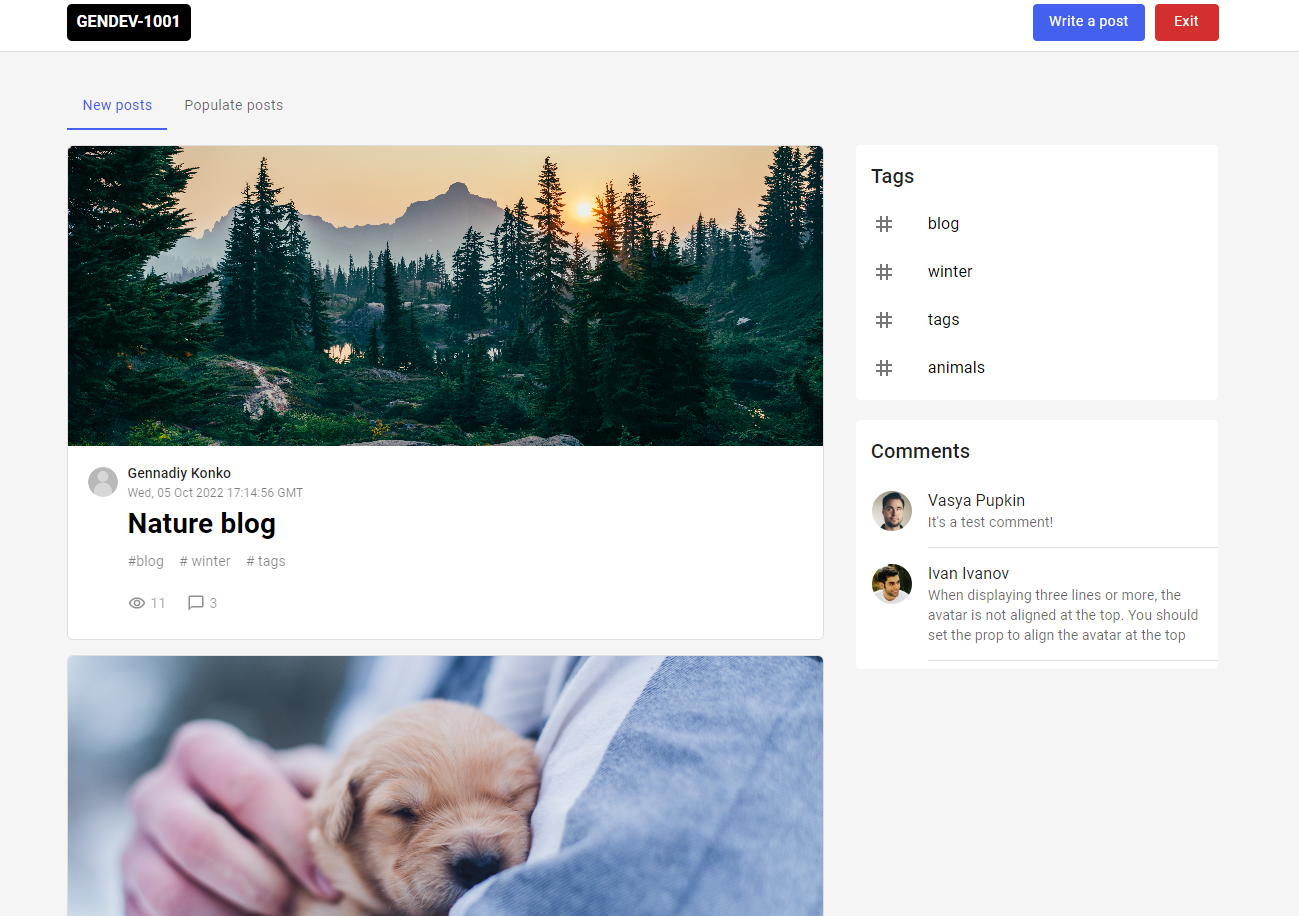 GENDEV-1001
Write a post
Exit
New posts
Populate posts
Gennadiy Konko
Wed, 05 Oct 2022 17:14:56 GMT
Nature blog
#blog # winter # tags
11 3
Tags
blog
winter
tags
animals
Comments
Vasya Pupkin
It's a test comment!
Ivan Ivanov
When displaying three lines or more, the
avatar is not aligned at the top. You should
set the prop to align the avatar at the top